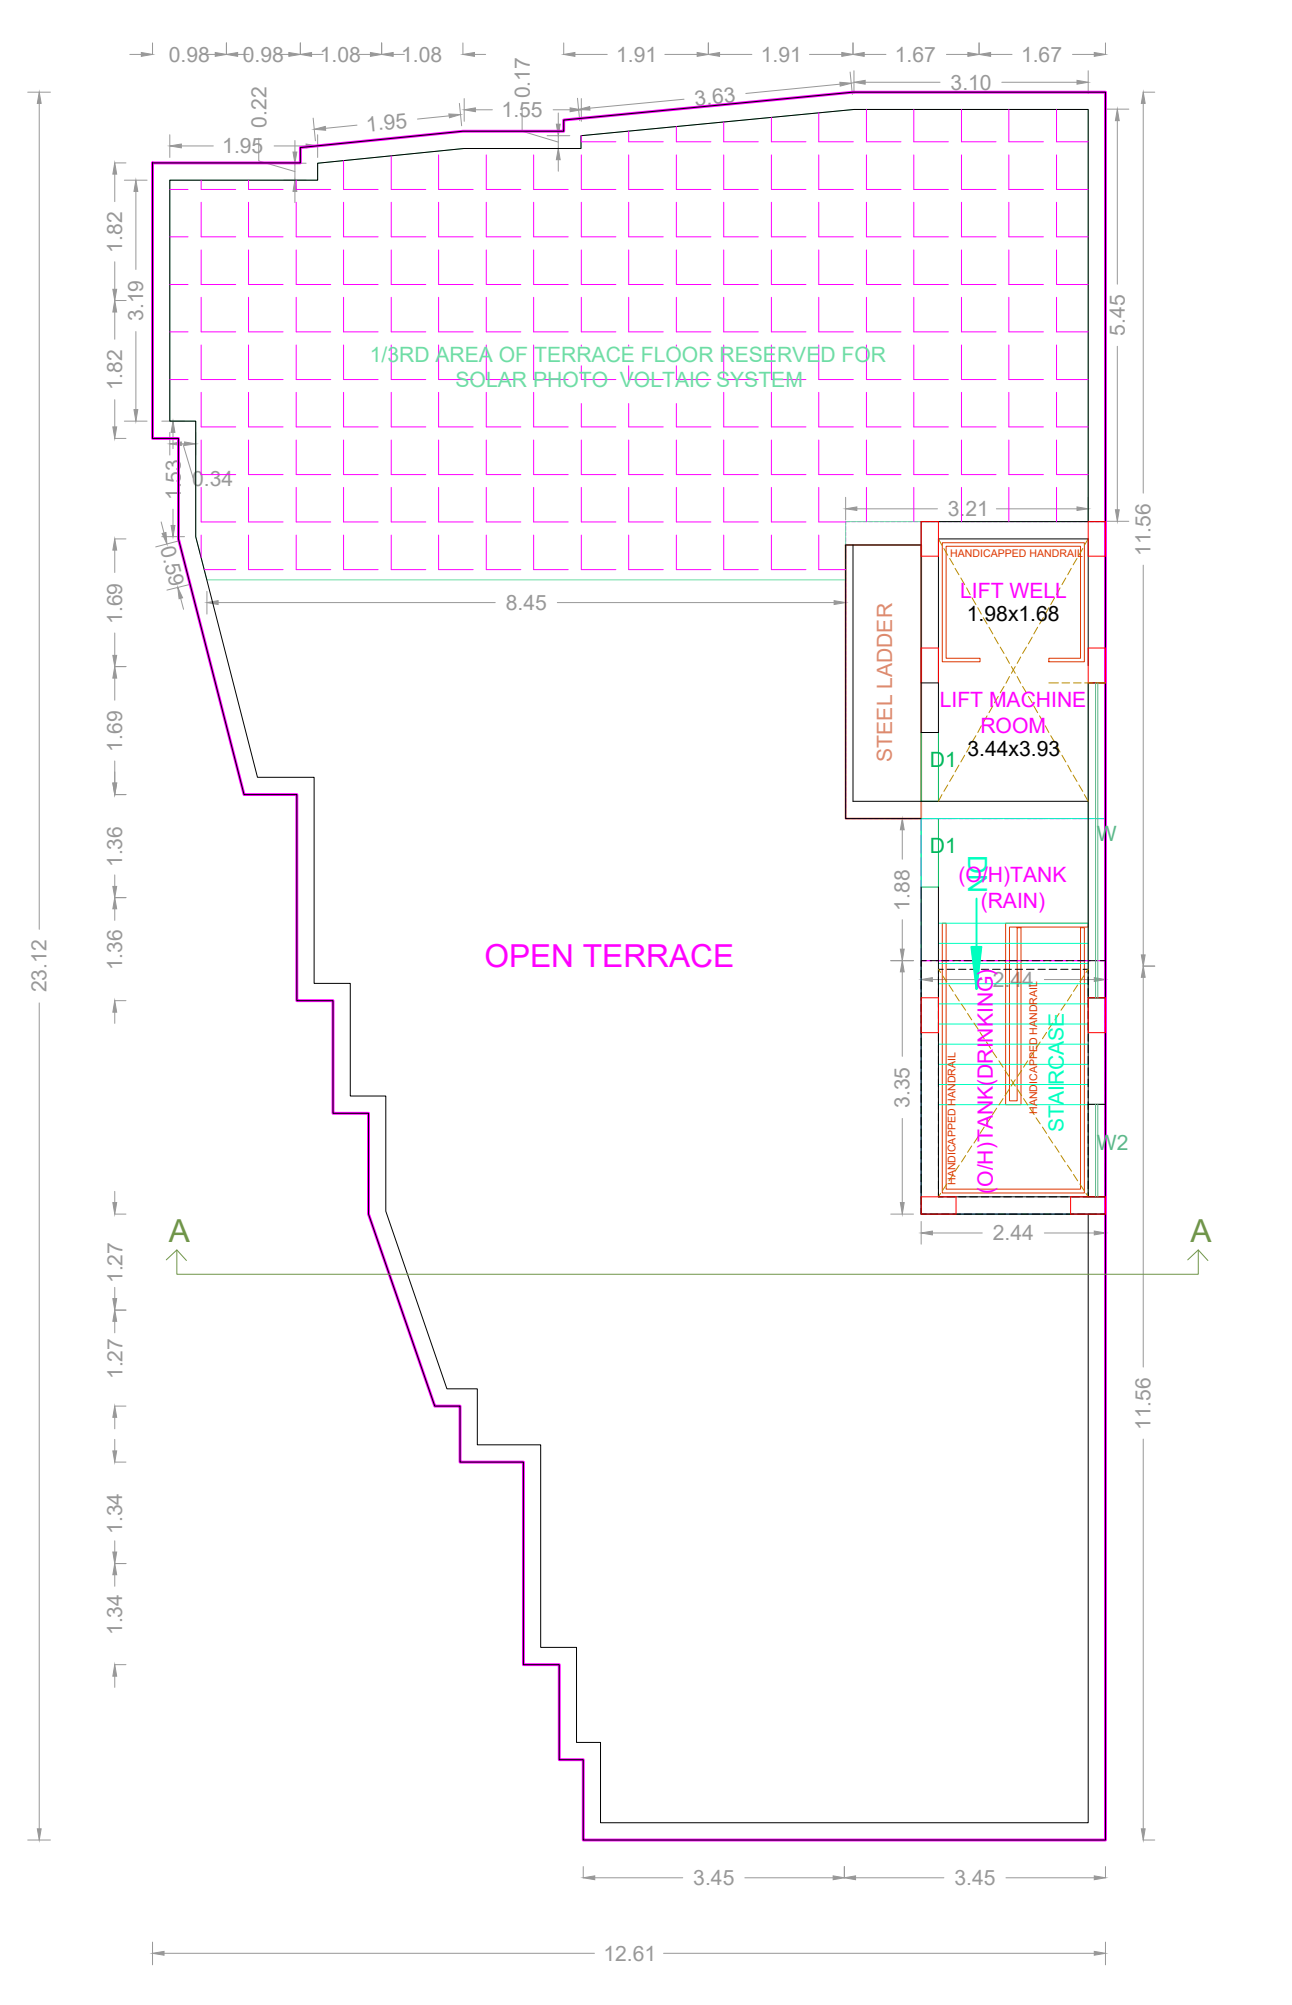 0.98
0.98
1.08
1.08
1.91
1.91
1.67
1.67
0.17
3.10
3.63
1.55
0.22
1.95
1.95
1.82
3.19
1.82
5.45
1/3RD AREA OF TERRACE FLOOR RESERVED FOR
SOLAR PHOTO VOLTAIC SYSTEM
1.53
0.34
3.21
11.56
0.59
HANDICAPPED HANDRAIL
LIFT WELL
1.98x1.68
8.45
1.69
STEEL LADDER
LIFT MACHINE
ROOM
3.44x3.93
1.69
D1
W
D1
DN
(O/H)TANK
(RAIN)
1.36
1.88
1.36
OPEN TERRACE
23.12
2.44
(O/H)TANK(DRINKING)
HANDICAPPED HANDRAIL
HANDICAPPED HANDRAIL
STAIRCASE
3.35
W2
A
A
2.44
1.27
1.27
11.56
1.34
1.34
3.45
3.45
12.61